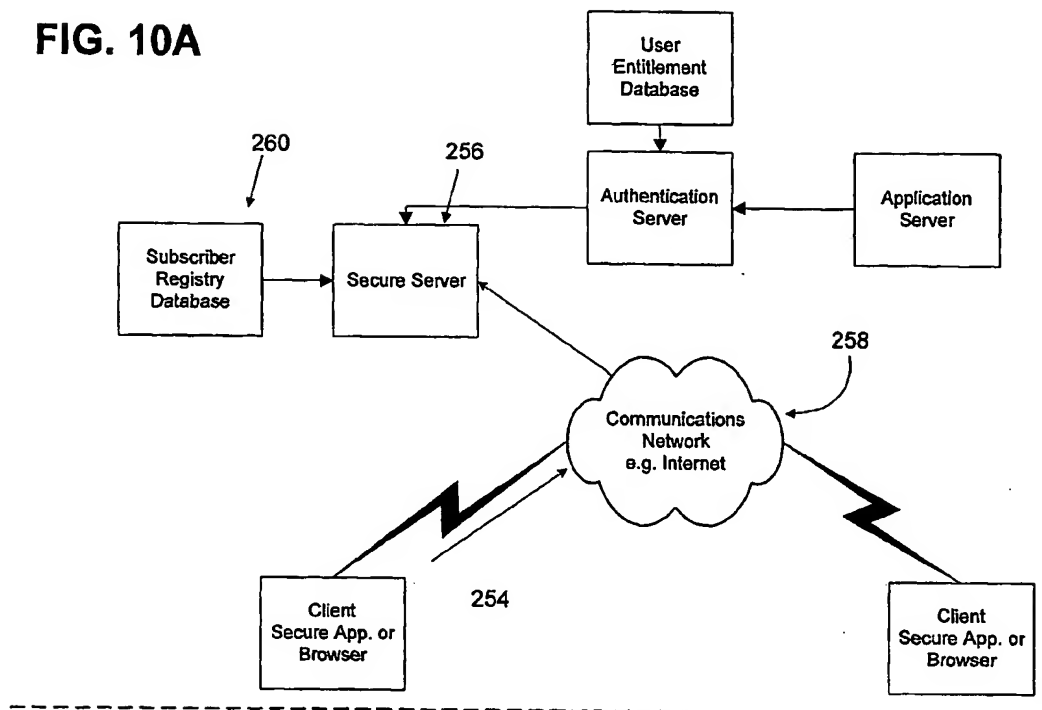 FIG. 10A
User
Entitlement
Database
260
256
Authentication
Server
Application
Server
Subscriber
Registry
Database
Secure Server
258
Communications
Network
e.g. Internet
254
Client
Secure App. or
Browser
Client
Secure App. or
Browser